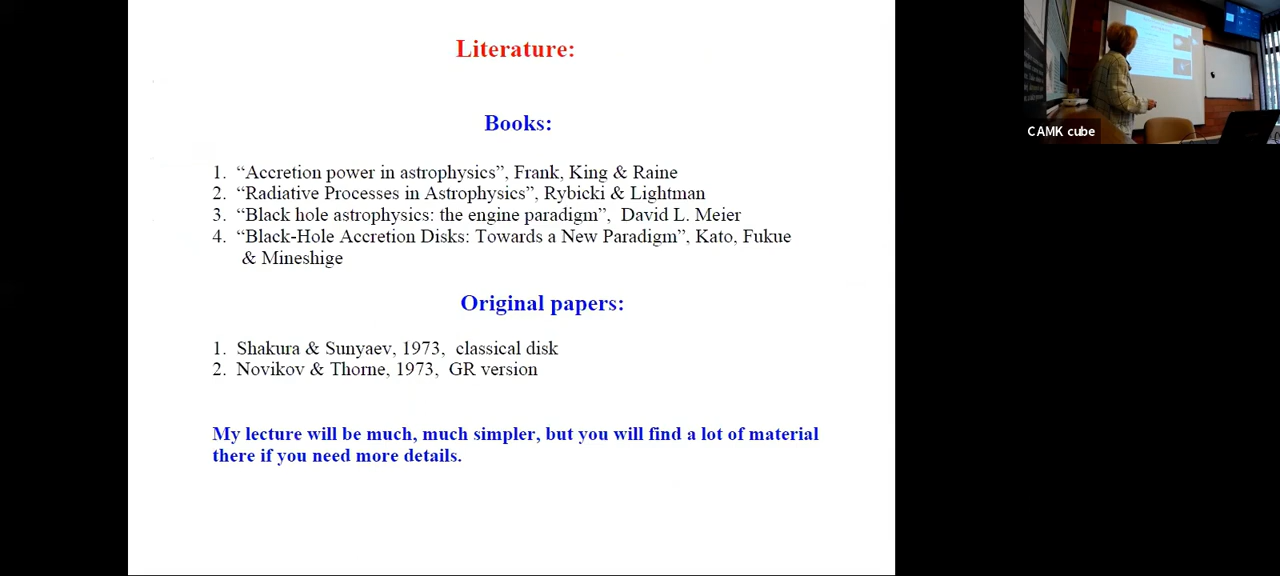 Literature:
Books:
1. “Accretion power in astrophysics”, Frank, King & Raine
2. “Radiative Processes in Astrophysics”, Rybicki & Lightman
3. “Black hole astrophysics: the engine paradigm”, David L. Meier
4. “Black-Hole Accretion Disks: Towards a New Paradigm”, Kato, Fukue
& Mineshige
Original papers:
1. Shakura & Sunyaev, 1973, classical disk
2. Novikov & Thorne, 1973, GR version
My lecture will be much, much simpler, but you will find a lot of material
there if you need more details.
CAMK cube